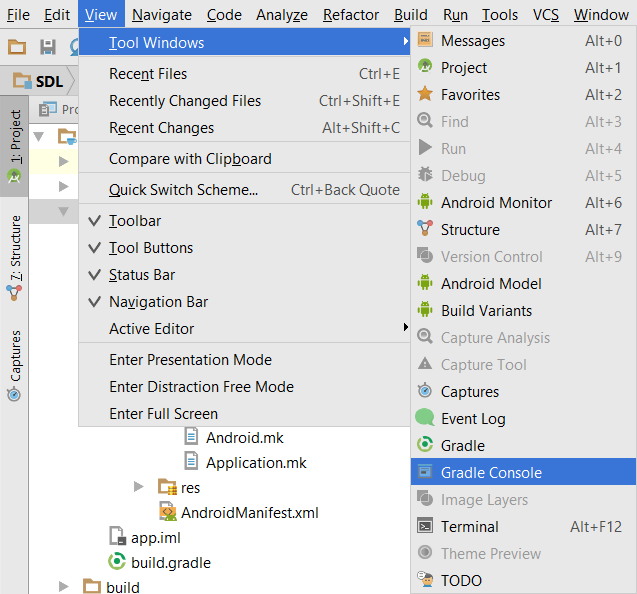 File Edit View Navigate Code Analyze Refactor Build Run Tools VCS Window
SDL
Pro
1: Project
7: Structure
Captures
Tool Windows
Recent Files Ctrl+E
Recently Changed Files Ctrl+Shift+E
Recent Changes Alt+Shift+C
Compare with Clipboard
Quick Switch Scheme... Ctrl+Back Quote
Toolbar
Tool Buttons
Status Bar
Navigation Bar
Active Editor
Enter Presentation Mode
Enter Distraction Free Mode
Enter Full Screen
Messages Alt+0
Project Alt+1
Favorites Alt+2
Find Alt+3
Run Alt+4
Debug Alt+5
Android Monitor Alt+6
Structure Alt+7
Version Control Alt+9
Android Model
Build Variants
Capture Analysis
Capture Tool
Captures
Event Log
Gradle
Gradle Console
Image Layers
Terminal Alt+F12
Theme Preview
TODO
Android.mk
Application.mk
res
AndroidManifest.xml
app.iml
build.gradle
build